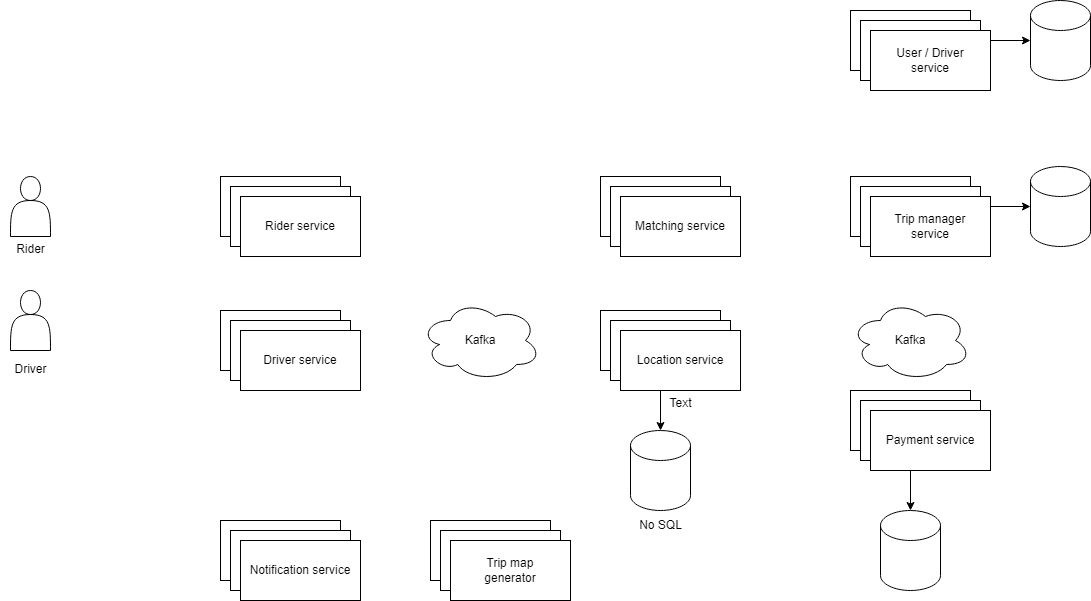 User / Driver
service
Rider
Rider service
Matching service
Trip manager
service
Driver
Driver service
Kafka
Location service
Kafka
Text
No SQL
Payment service
Notification service
Trip map
generator